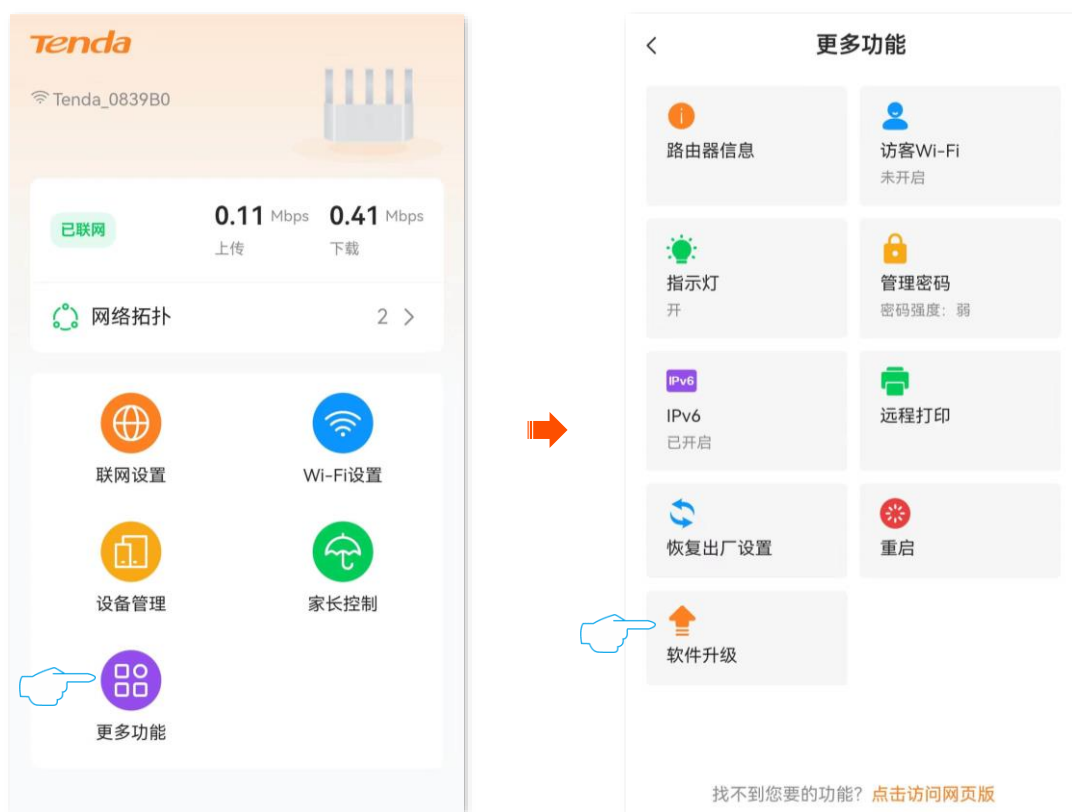 Tenda
Tenda_0839B0
已联网
0.11 Mbps
上传
0.41 Mbps
下载
网络拓扑
2
联网设置
Wi-Fi设置
设备管理
家长控制
更多功能
更多功能
路由器信息
访客Wi-Fi
未开启
指示灯
开
管理密码
密码强度：弱
IPv6
IPv6
已开启
远程打印
恢复出厂设置
重启
软件升级
找不到您要的功能？点击访问网页版